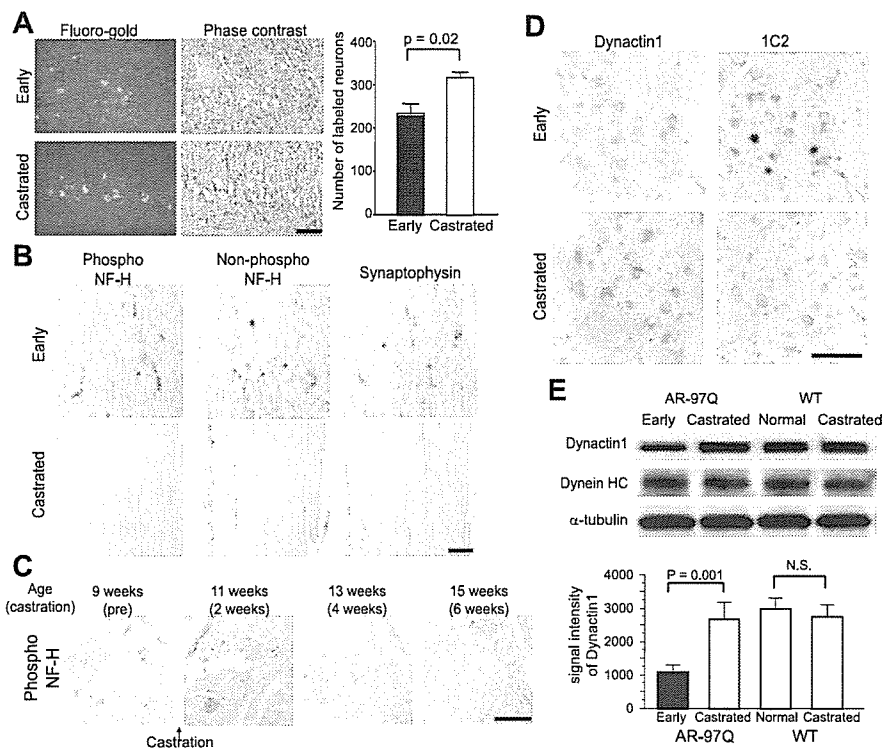 A
Fluoro-gold
Phase contrast
Early
Castrated
Number of labeled neurons
400
300
200
100
0
p = 0.02
Early
Castrated
B
Phospho
NF-H
Non-phospho
NF-H
Synaptophysin
Early
Castrated
C
Age
(castration)
9 weeks
(pre)
11 weeks
(2 weeks)
13 weeks
(4 weeks)
15 weeks
(6 weeks)
Phospho
NF-H
Castration
D
Dynactin1
1C2
Early
Castrated
E
AR-97Q
WT
Early
Castrated
Normal
Castrated
Dynactin1
Dynein HC
α-tubulin
signal intensity
of Dynactin1
4000
3000
2000
1000
0
P = 0.001
N.S.
Early
Castrated
Normal
Castrated
AR-97Q
WT